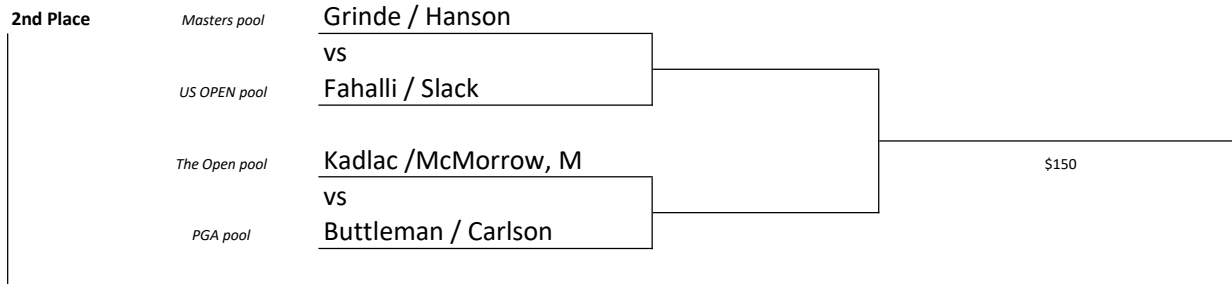 2nd Place Masters pool Grinde / Hanson
vs
US OPEN pool Fahalli / Slack
The Open pool Kadlac /McMorrow, M $150
vs
PGA pool Buttleman / Carlson